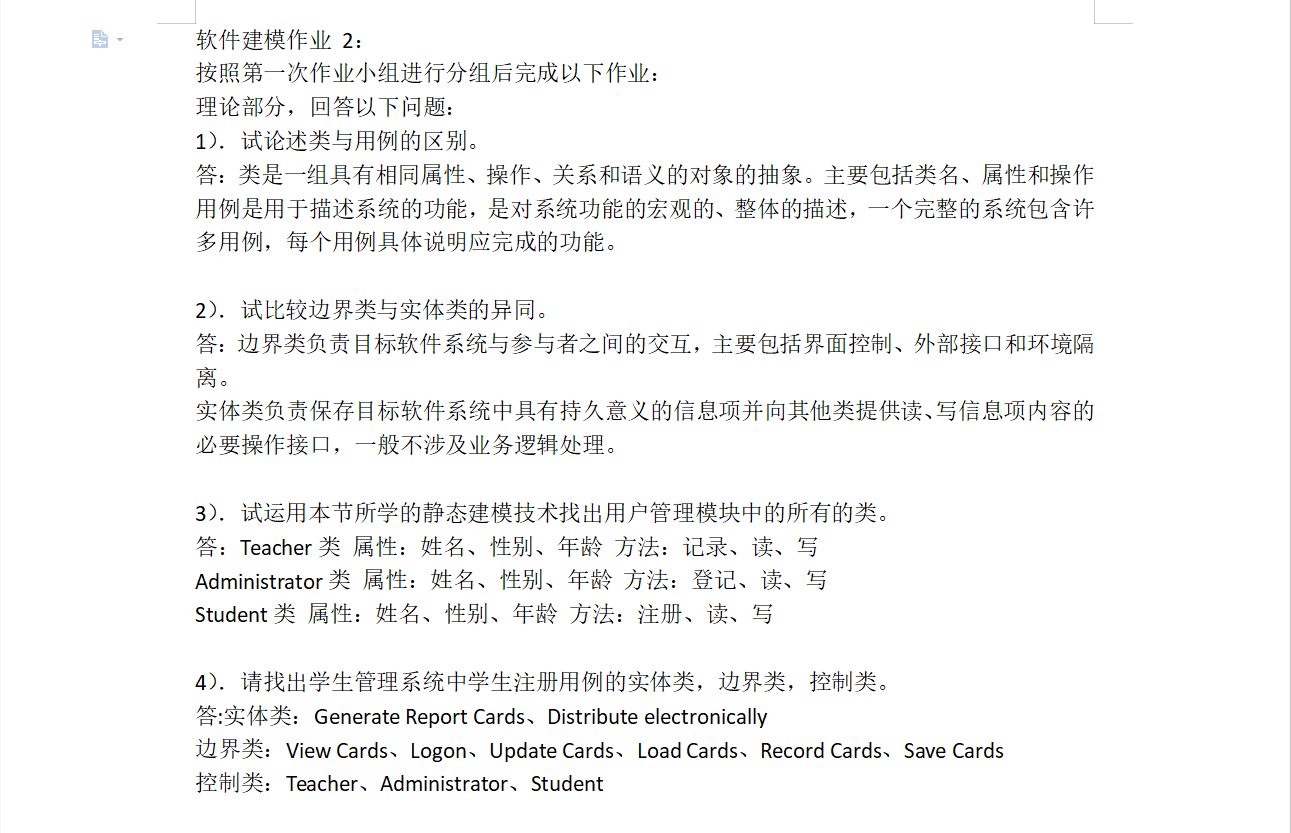 软件建模作业 2：
按照第一次作业小组进行分组后完成以下作业：
理论部分，回答以下问题：
1）．试论述类与用例的区别。
答：类是一组具有相同属性、操作、关系和语义的对象的抽象。主要包括类名、属性和操作
用例是用于描述系统的功能，是对系统功能的宏观的、整体的描述，一个完整的系统包含许
多用例，每个用例具体说明应完成的功能。
2）．试比较边界类与实体类的异同。
答：边界类负责目标软件系统与参与者之间的交互，主要包括界面控制、外部接口和环境隔
离。
实体类负责保存目标软件系统中具有持久意义的信息项并向其他类提供读、写信息项内容的
必要操作接口，一般不涉及业务逻辑处理。
3）．试运用本节所学的静态建模技术找出用户管理模块中的所有的类。
答：Teacher 类 属性：姓名、性别、年龄 方法：记录、读、写
Administrator 类 属性：姓名、性别、年龄 方法：登记、读、写
Student 类 属性：姓名、性别、年龄 方法：注册、读、写
4）．请找出学生管理系统中学生注册用例的实体类，边界类，控制类。
答:实体类：Generate Report Cards、Distribute electronically
边界类：View Cards、Logon、Update Cards、Load Cards、Record Cards、Save Cards
控制类：Teacher、Administrator、Student